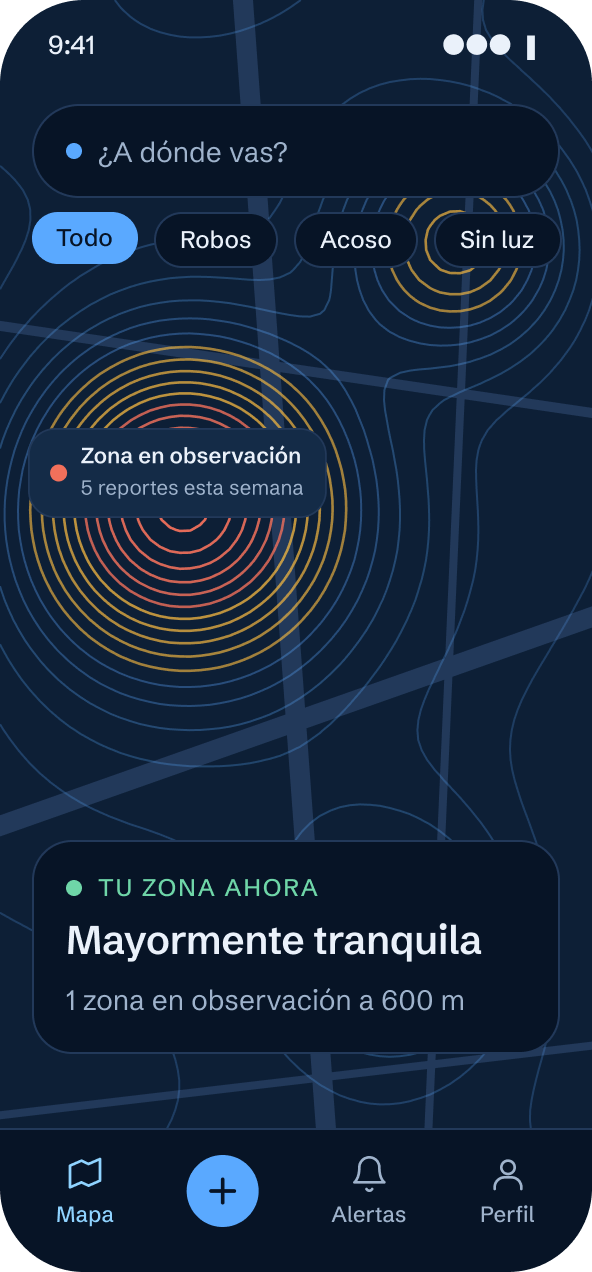 9:41
¿A dónde vas?
Todo
Robos
Acoso
Sin luz
Zona en observación
5 reportes esta semana
TU ZONA AHORA
Mayormente tranquila
1 zona en observación a 600 m
Mapa
Alertas
Perfil